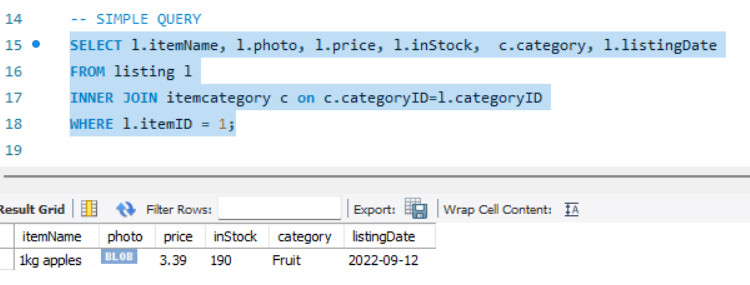 14 -- SIMPLE QUERY
15 SELECT l.itemName, l.photo, l.price, l.inStock, c.category, l.listingDate
16 FROM listing l
17 INNER JOIN itemcategory c on c.categoryID=l.categoryID
18 WHERE l.itemID = 1;
19
Result Grid Filter Rows: Export: Wrap Cell Content: IA
itemName photo price inStock category listingDate
1kg apples BLOB 3.39 190 Fruit 2022-09-12